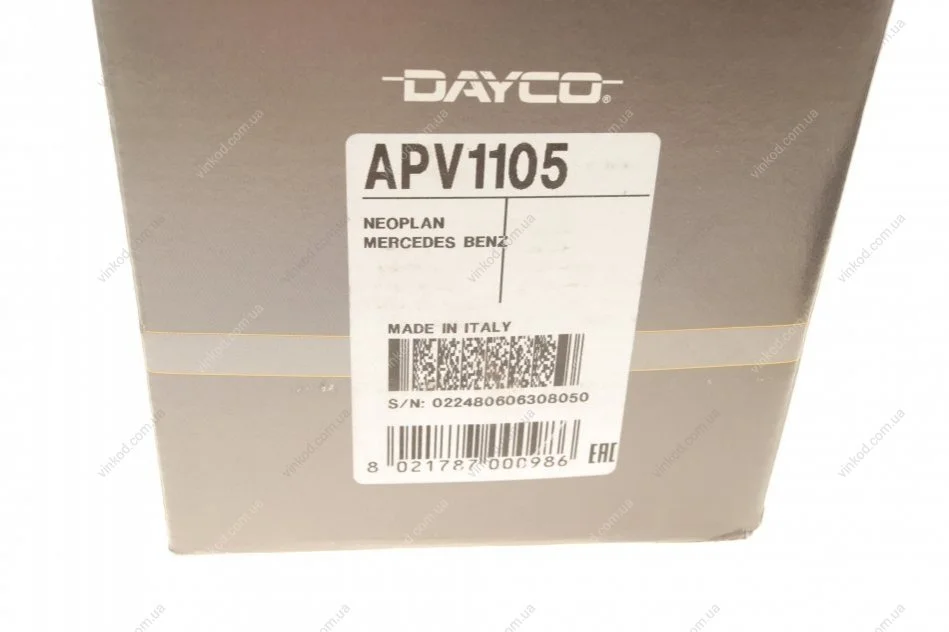 DAYCO®
APV1105
NEOPLAN
MERCEDES BENZ
MADE IN ITALY
S/N: 022480606308050
8 021787 000986
EAC
vinkod.com.ua